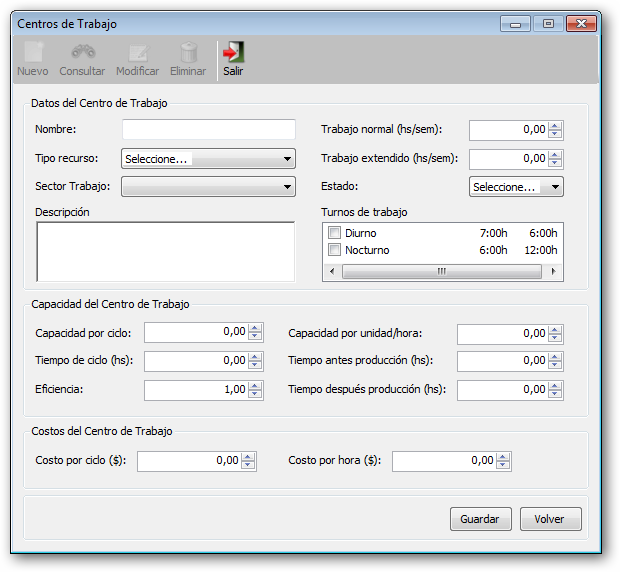 Centros de Trabajo
Nuevo Consultar Modificar Eliminar Salir
Datos del Centro de Trabajo
Nombre: Trabajo normal (hs/sem): 0,00
Tipo recurso: Seleccione... Trabajo extendido (hs/sem): 0,00
Sector Trabajo: Estado: Seleccione...
Descripción Turnos de trabajo
Diurno 7:00h 6:00h
Nocturno 6:00h 12:00h
Capacidad del Centro de Trabajo
Capacidad por ciclo: 0,00 Capacidad por unidad/hora: 0,00
Tiempo de ciclo (hs): 0,00 Tiempo antes producción (hs): 0,00
Eficiencia: 1,00 Tiempo después producción (hs): 0,00
Costos del Centro de Trabajo
Costo por ciclo ($): 0,00 Costo por hora ($): 0,00
Guardar Volver